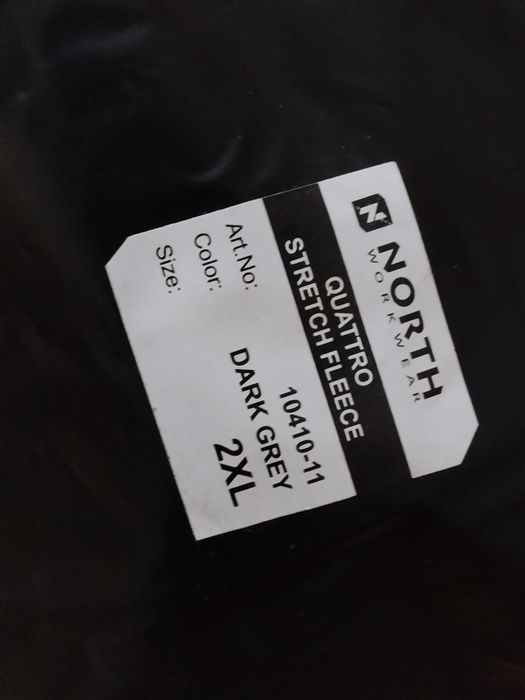 N NORTH
WORKWEAR
QUATTRO
STRETCH FLEECE
Art.No: 10410-11
Color: DARK GREY
Size: 2XL